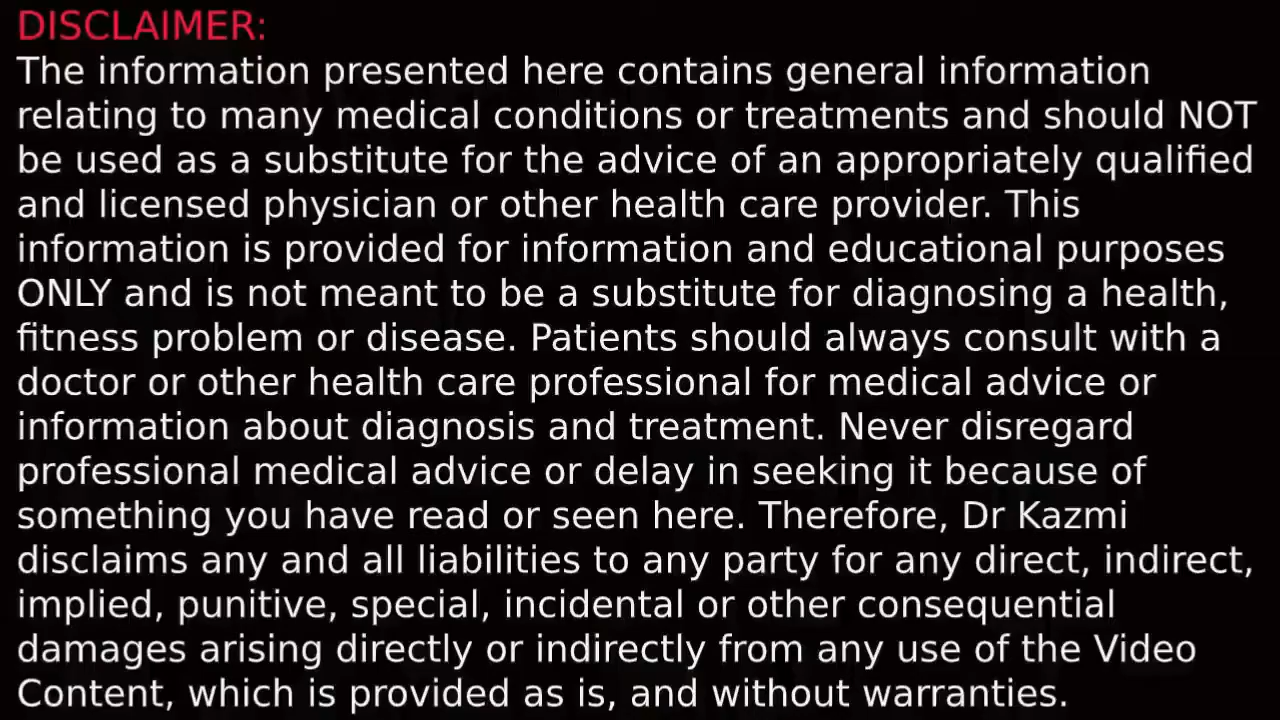 DISCLAIMER:
The information presented here contains general information
relating to many medical conditions or treatments and should NOT
be used as a substitute for the advice of an appropriately qualified
and licensed physician or other health care provider. This
information is provided for information and educational purposes
ONLY and is not meant to be a substitute for diagnosing a health,
fitness problem or disease. Patients should always consult with a
doctor or other health care professional for medical advice or
information about diagnosis and treatment. Never disregard
professional medical advice or delay in seeking it because of
something you have read or seen here. Therefore, Dr Kazmi
disclaims any and all liabilities to any party for any direct, indirect,
implied, punitive, special, incidental or other consequential
damages arising directly or indirectly from any use of the Video
Content, which is provided as is, and without warranties.